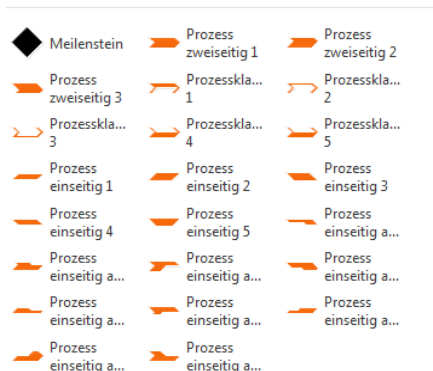 Meilenstein
Prozess
zweiseitig 1
Prozess
zweiseitig 2
Prozess
zweiseitig 3
Prozesskla...
1
Prozesskla...
2
Prozesskla...
3
Prozesskla...
4
Prozesskla...
5
Prozess
einseitig 1
Prozess
einseitig 2
Prozess
einseitig 3
Prozess
einseitig 4
Prozess
einseitig 5
Prozess
einseitig a...
Prozess
einseitig a...
Prozess
einseitig a...
Prozess
einseitig a...
Prozess
einseitig a...
Prozess
einseitig a...
Prozess
einseitig a...
Prozess
einseitig a...
Prozess
einseitig a...